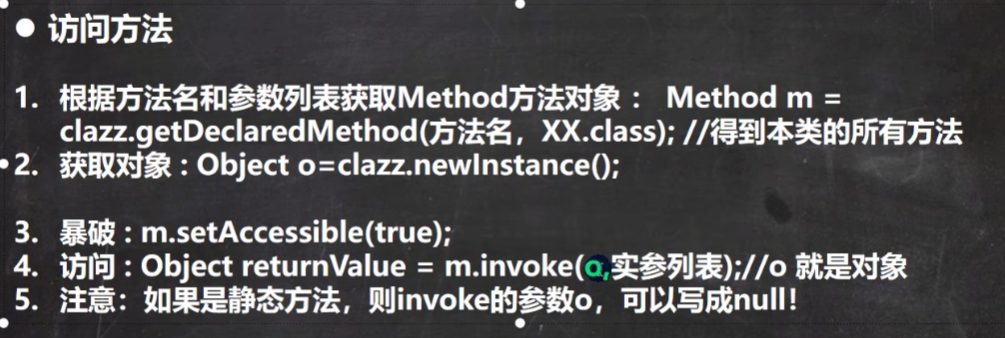 ● 访问方法
1. 根据方法名和参数列表获取Method方法对象： Method m =
clazz.getDeclaredMethod(方法名，XX.class); //得到本类的所有方法
2. 获取对象 : Object o=clazz.newInstance();
3. 暴破 : m.setAccessible(true);
4. 访问 : Object returnValue = m.invoke(o,实参列表);//o 就是对象
5. 注意：如果是静态方法，则invoke的参数o，可以写成null！